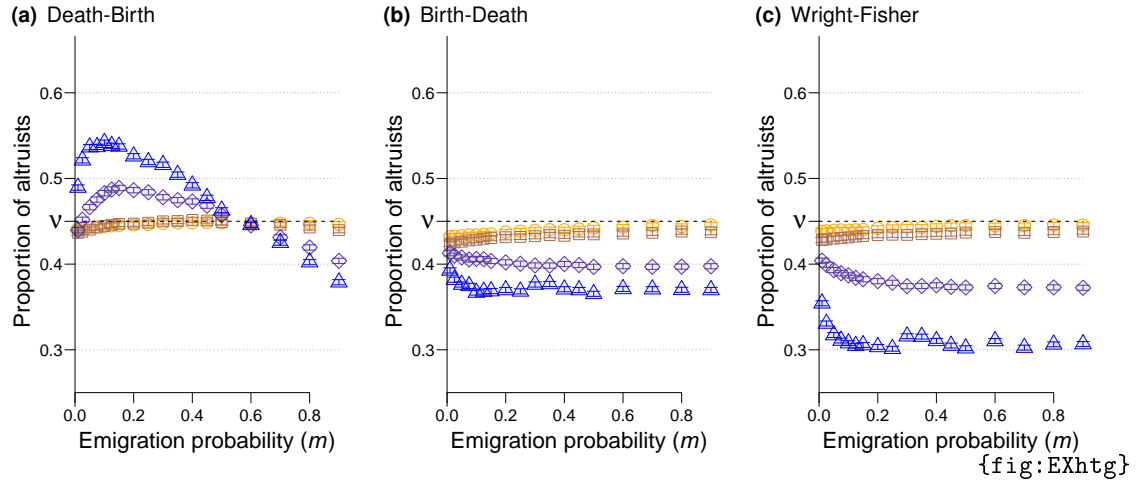 (a) Death-Birth
Proportion of altruists
0.6
0.5
ν
0.4
0.3
0.0 0.2 0.4 0.6 0.8
Emigration probability (m)
(b) Birth-Death
Proportion of altruists
0.6
0.5
ν
0.4
0.3
0.0 0.2 0.4 0.6 0.8
Emigration probability (m)
(c) Wright-Fisher
Proportion of altruists
0.6
0.5
ν
0.4
0.3
0.0 0.2 0.4 0.6 0.8
Emigration probability (m)
{fig:EXhtg}